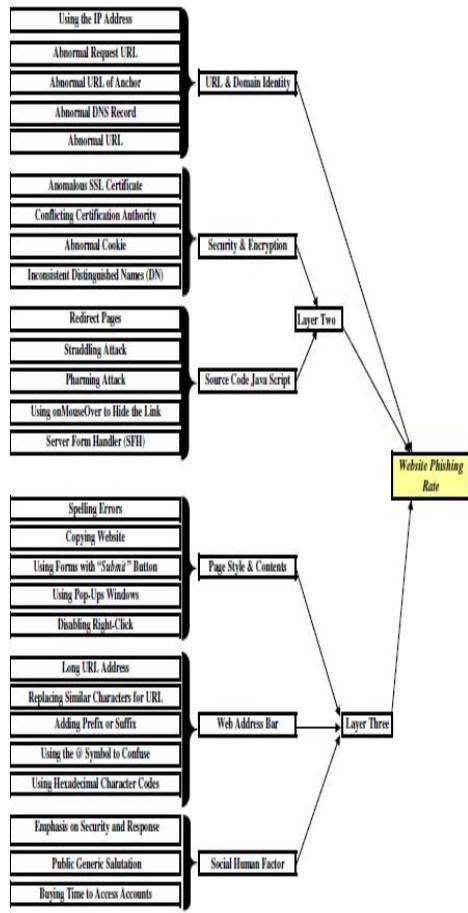 Using the IP Address
Abnormal Request URL
Abnormal URL of Anchor
Abnormal DNS Record
Abnormal URL
URL & Domain Identity
Anomalous SSL Certificate
Conflicting Certification Authority
Abnormal Cookie
Inconsistent Distinguished Names (DN)
Security & Encryption
Redirect Pages
Straddling Attack
Pharming Attack
Using onMouseOver to Hide the Link
Server Form Handler (SFH)
Source Code Java Script
Layer Two
Website Phishing
Rate
Spelling Errors
Copying Website
Using Forms with “Submit” Button
Using Pop-Ups Windows
Disabling Right-Click
Page Style & Contents
Long URL Address
Replacing Similar Characters for URL
Adding Prefix or Suffix
Using the @ Symbol to Confuse
Using Hexadecimal Character Codes
Web Address Bar
Layer Three
Emphasis on Security and Response
Public Generic Salutation
Buying Time to Access Accounts
Social Human Factor